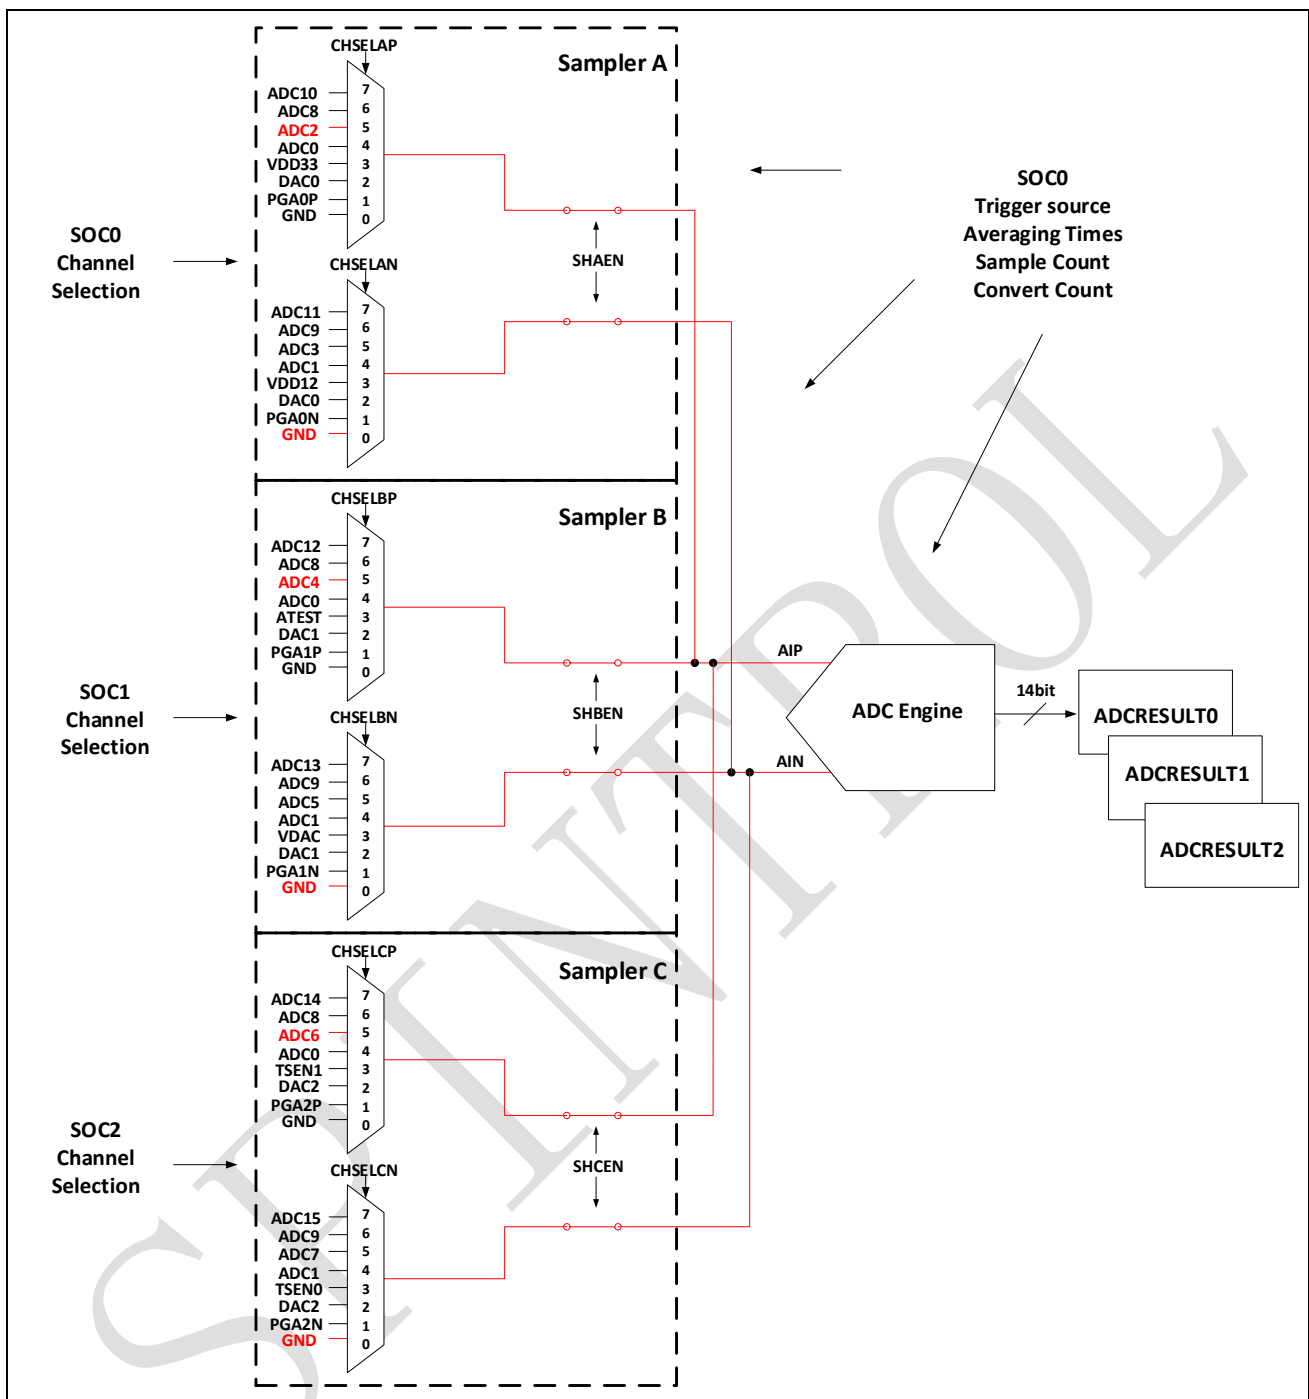 CHSELAP
Sampler A
ADC10 7
ADC8 6
ADC2 5
ADC0 4
VDD33 3
DAC0 2
PGA0P 1
GND 0
SOC0
Channel
Selection
SHAEN
SOC0
Trigger source
Averaging Times
Sample Count
Convert Count
CHSELAN
ADC11 7
ADC9 6
ADC3 5
ADC1 4
VDD12 3
DAC0 2
PGA0N 1
GND 0
CHSELBP
Sampler B
ADC12 7
ADC8 6
ADC4 5
ADC0 4
ATEST 3
DAC1 2
PGA1P 1
GND 0
SOC1
Channel
Selection
SHBEN
CHSELBN
ADC13 7
ADC9 6
ADC5 5
ADC1 4
VDAC 3
DAC1 2
PGA1N 1
GND 0
AIP
AIN
ADC Engine
14bit
ADCRESULT0
ADCRESULT1
ADCRESULT2
CHSELCP
Sampler C
ADC14 7
ADC8 6
ADC6 5
ADC0 4
TSEN1 3
DAC2 2
PGA2P 1
GND 0
SOC2
Channel
Selection
SHCEN
CHSELCN
ADC15 7
ADC9 6
ADC7 5
ADC1 4
TSEN0 3
DAC2 2
PGA2N 1
GND 0
SPINTROL